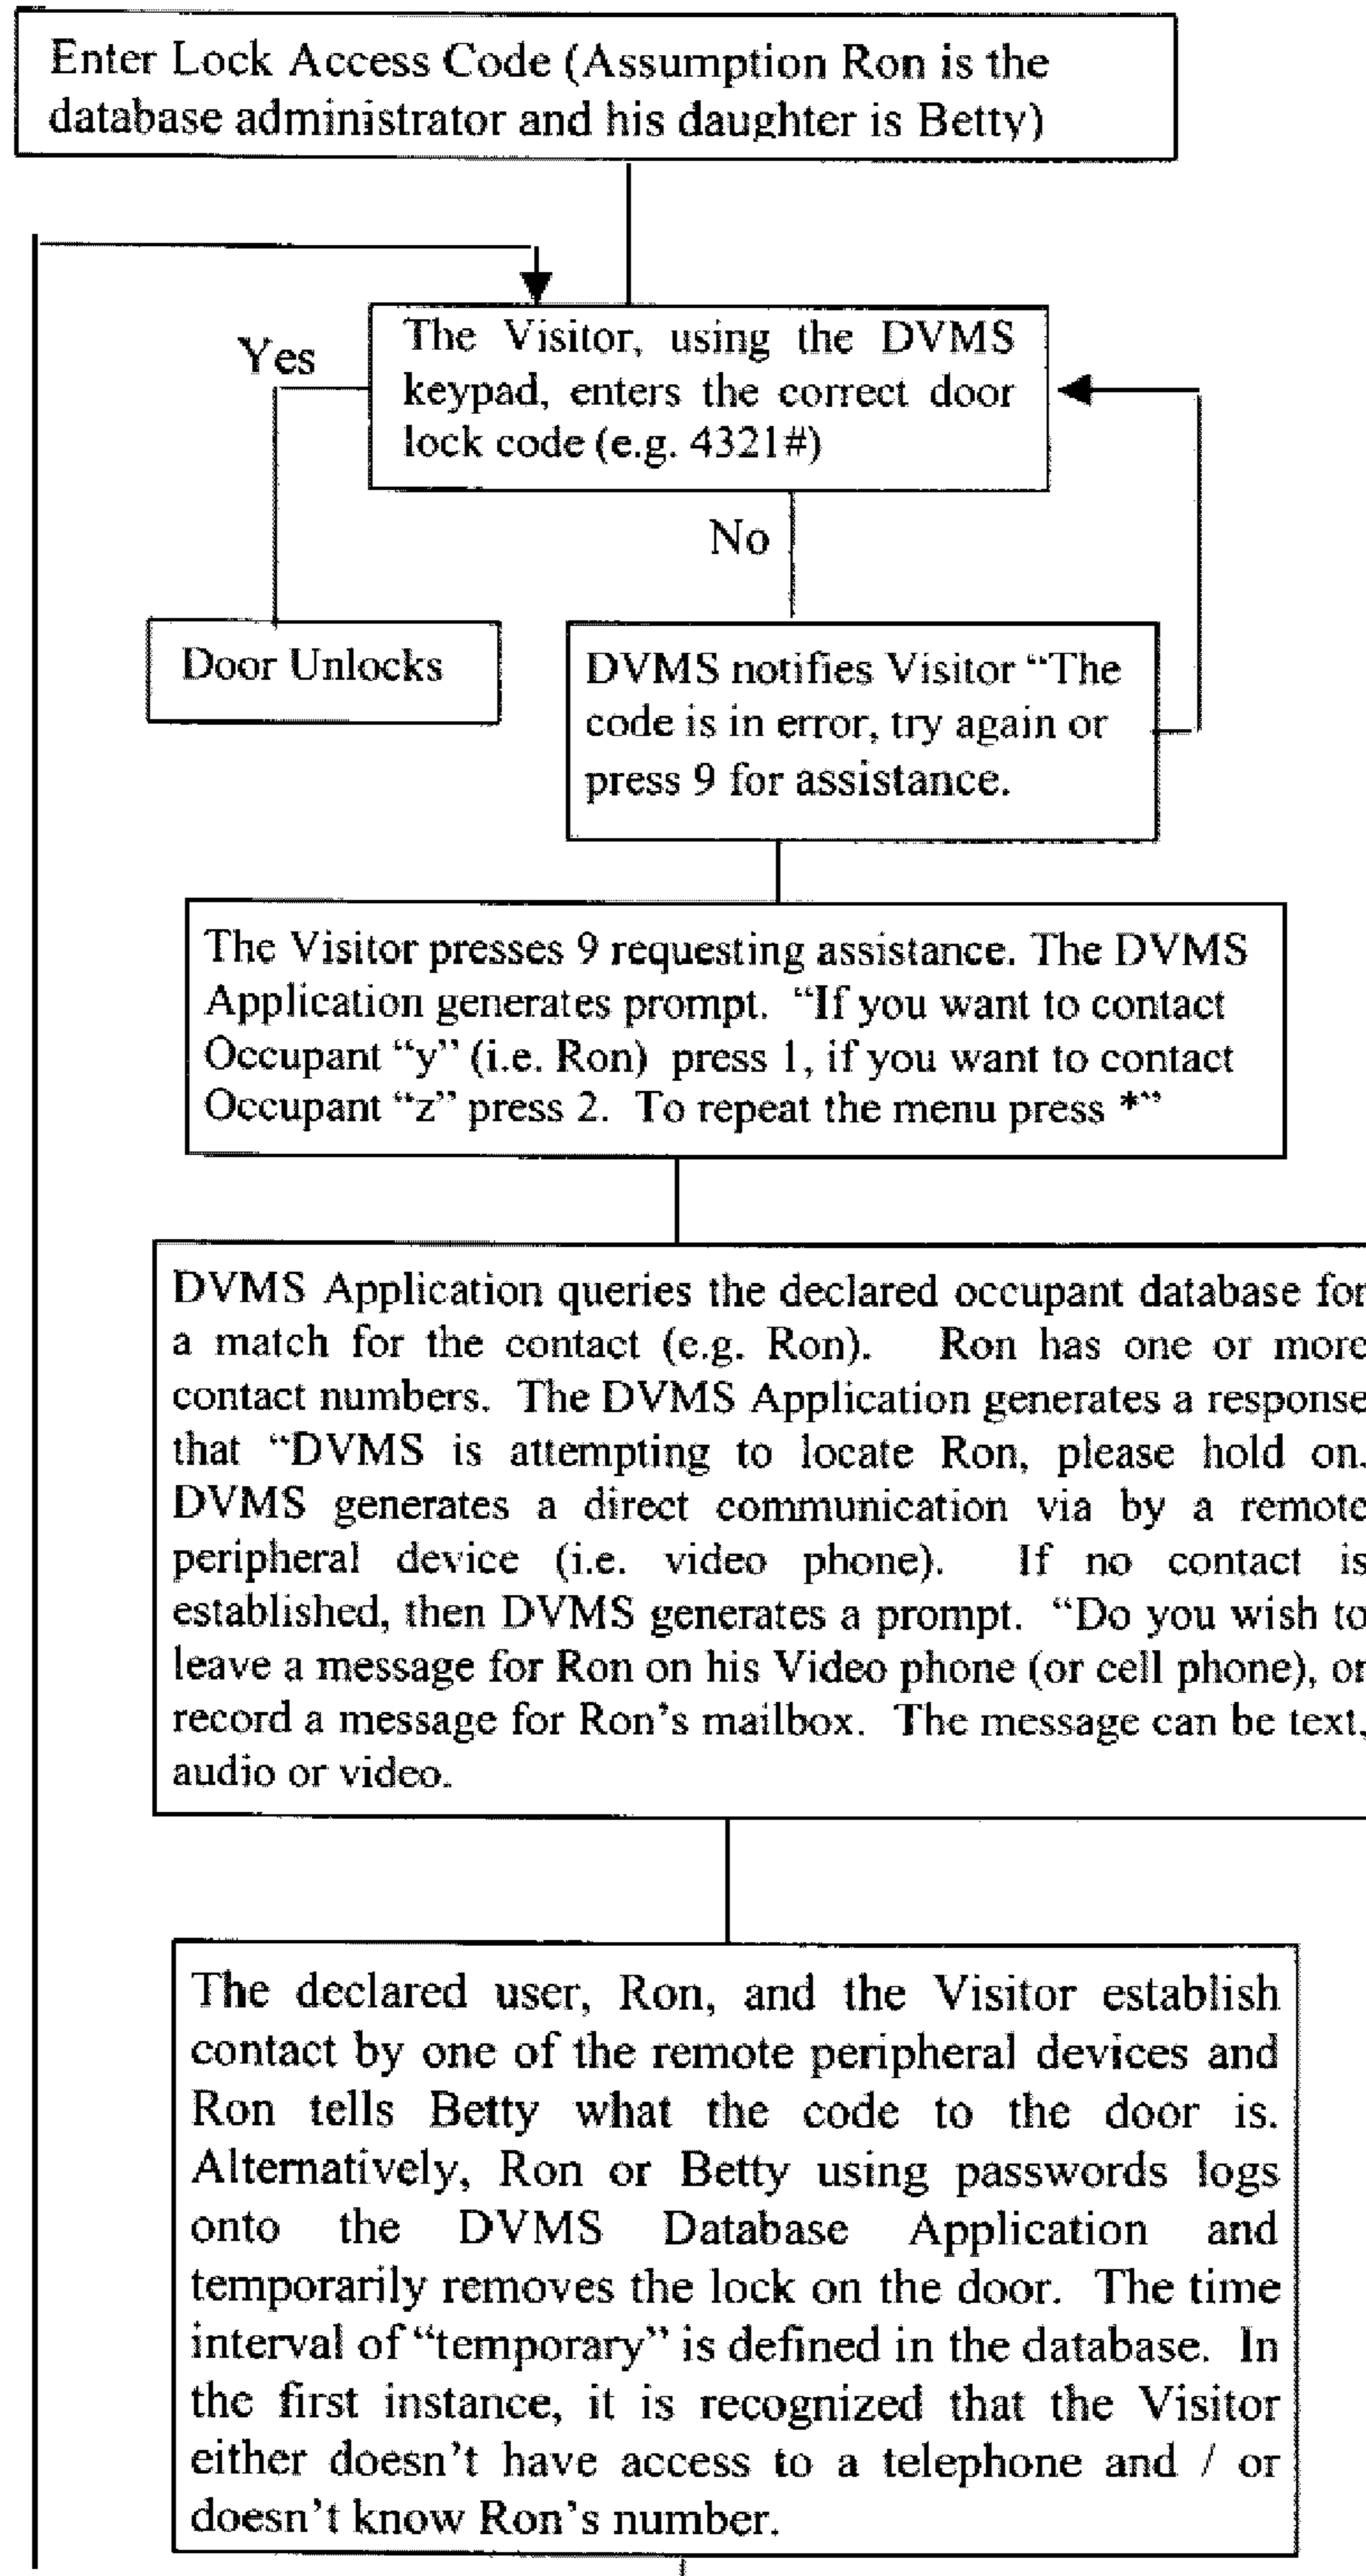 Enter Lock Access Code (Assumption Ron is the
database administrator and his daughter is Betty)
Yes
The Visitor, using the DVMS
keypad, enters the correct door
lock code (e.g. 4321#)
No
Door Unlocks
DVMS notifies Visitor “The
code is in error, try again or
press 9 for assistance.
The Visitor presses 9 requesting assistance. The DVMS
Application generates prompt. “If you want to contact
Occupant “y” (i.e. Ron) press 1, if you want to contact
Occupant “z” press 2. To repeat the menu press *”
DVMS Application queries the declared occupant database for
a match for the contact (e.g. Ron). Ron has one or more
contact numbers. The DVMS Application generates a response
that “DVMS is attempting to locate Ron, please hold on.
DVMS generates a direct communication via by a remote
peripheral device (i.e. video phone). If no contact is
established, then DVMS generates a prompt. “Do you wish to
leave a message for Ron on his Video phone (or cell phone), or
record a message for Ron’s mailbox. The message can be text,
audio or video.
The declared user, Ron, and the Visitor establish
contact by one of the remote peripheral devices and
Ron tells Betty what the code to the door is.
Alternatively, Ron or Betty using passwords logs
onto the DVMS Database Application and
temporarily removes the lock on the door. The time
interval of “temporary” is defined in the database. In
the first instance, it is recognized that the Visitor
either doesn’t have access to a telephone and / or
doesn’t know Ron’s number.